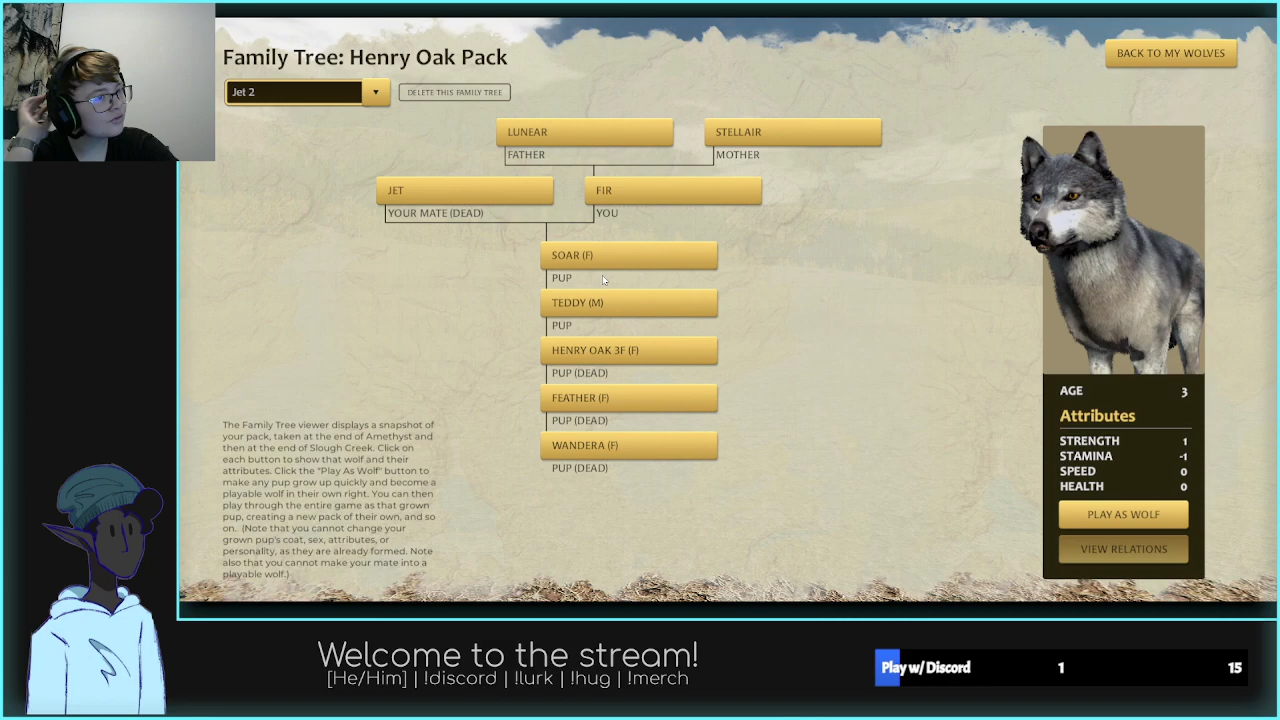 Family Tree: Henry Oak Pack
BACK TO MY WOLVES
Jet 2
DELETE THIS FAMILY TREE
LUNEAR
STELLAIR
FATHER
MOTHER
JET
FIR
YOUR MATE (DEAD)
YOU
SOAR (F)
PUP
TEDDY (M)
PUP
HENRY OAK 3F (F)
PUP (DEAD)
FEATHER (F)
PUP (DEAD)
WANDERA (F)
PUP (DEAD)
The Family Tree viewer displays a snapshot of
your pack, taken at the end of Amethyst and
then at the end of Slough Creek. Click on
each button to show that wolf and their
attributes. Click the "Play As Wolf" button to
make any pup grow up quickly and become a
playable wolf in their own right. You can then
play through the entire game as that grown
pup, creating a new pack of their own, and so
on. (Note that you cannot change your
grown pup's coat, sex, attributes, or
personality, as they are already formed. Note
also that you cannot make your mate into a
playable wolf.)
AGE 3
Attributes
STRENGTH 1
STAMINA -1
SPEED 0
HEALTH 0
PLAY AS WOLF
VIEW RELATIONS
Welcome to the stream!
[He/Him] | !discord | !lurk | !hug | !merch
Play w/ Discord 1 15